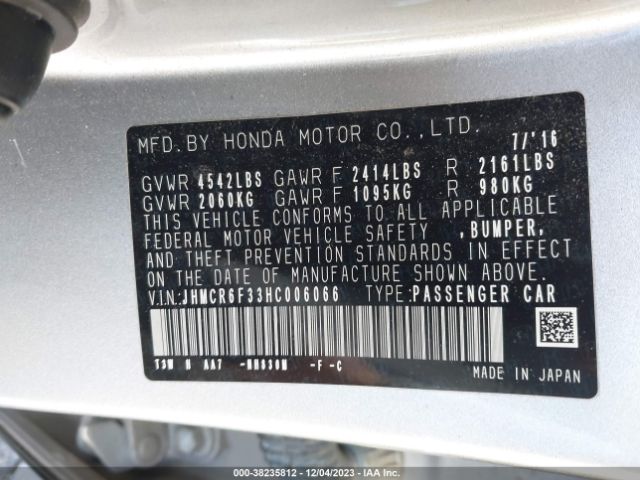 MFD. BY HONDA MOTOR CO., LTD. 7/'16
GVWR 4542LBS GAWR F 2414LBS R 2161LBS
GVWR 2060KG GAWR F 1095KG R 980KG
THIS VEHICLE CONFORMS TO ALL APPLICABLE
FEDERAL MOTOR VEHICLE SAFETY ,BUMPER,
AND THEFT PREVENTION STANDARDS IN EFFECT
ON THE DATE OF MANUFACTURE SHOWN ABOVE.
V.I.N: JHMCR6F33HC006066 TYPE: PASSENGER CAR
AA7 -F -C
MADE IN JAPAN
000-38235812 - 12/04/2023 - IAA Inc.